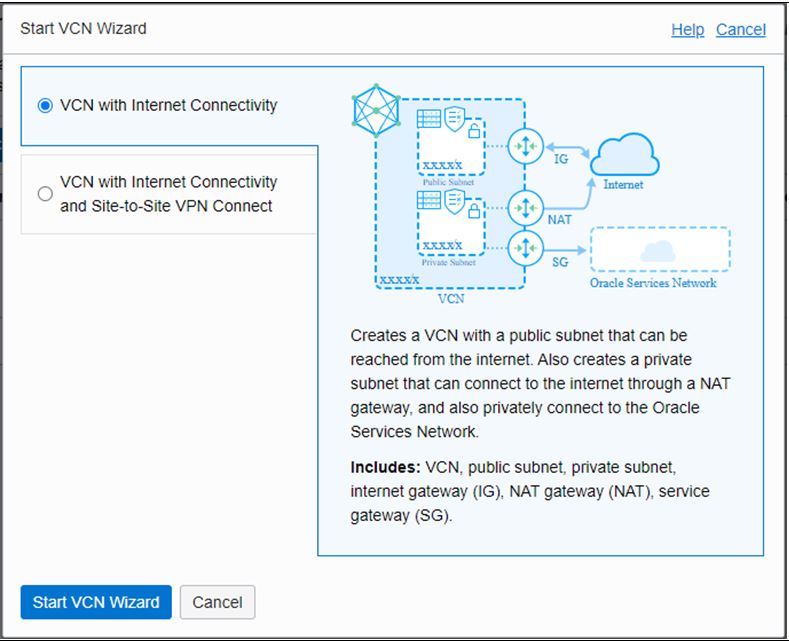 Start VCN Wizard
Help Cancel
VCN with Internet Connectivity
VCN with Internet Connectivity
and Site-to-Site VPN Connect
xxxx/x
Public Subnet
xxxx/x
Private Subnet
xxxx/x
VCN
IG
NAT
SG
Internet
Oracle Services Network
Creates a VCN with a public subnet that can be
reached from the internet. Also creates a private
subnet that can connect to the internet through a NAT
gateway, and also privately connect to the Oracle
Services Network.
Includes: VCN, public subnet, private subnet,
internet gateway (IG), NAT gateway (NAT), service
gateway (SG).
Start VCN Wizard
Cancel